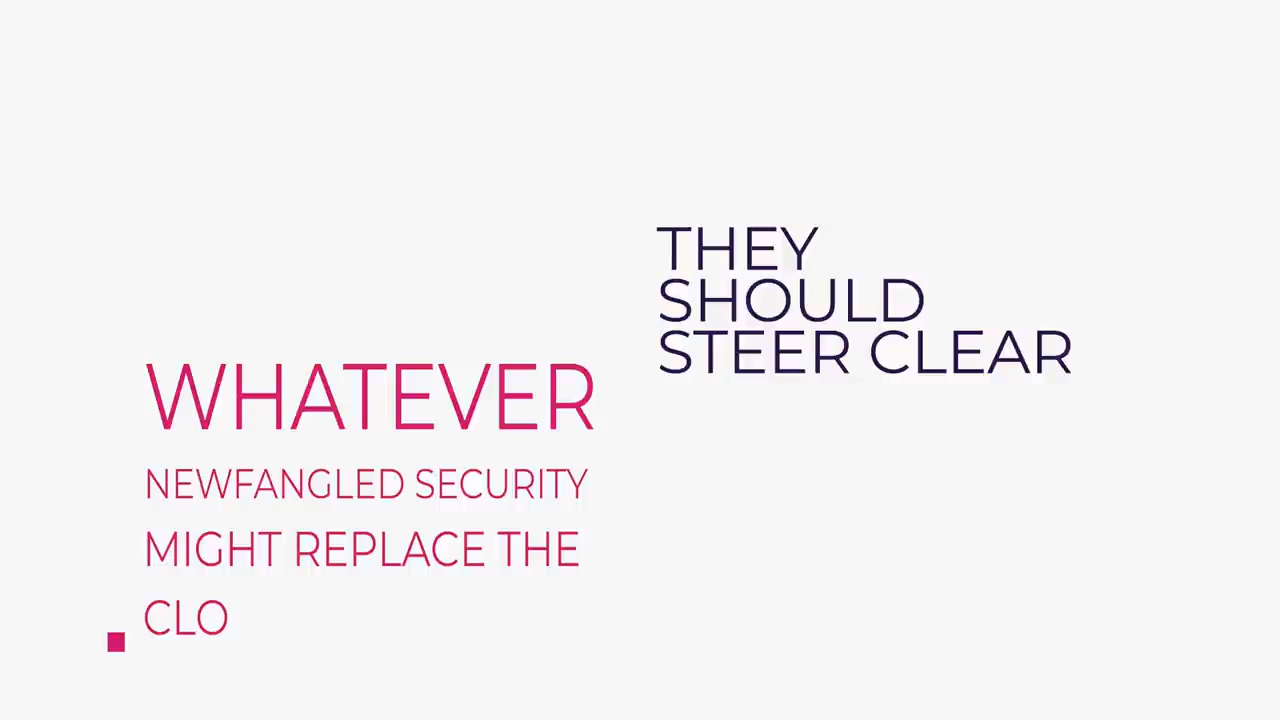 THEY
SHOULD
STEER CLEAR
WHATEVER
NEWFANGLED SECURITY
MIGHT REPLACE THE
CLO